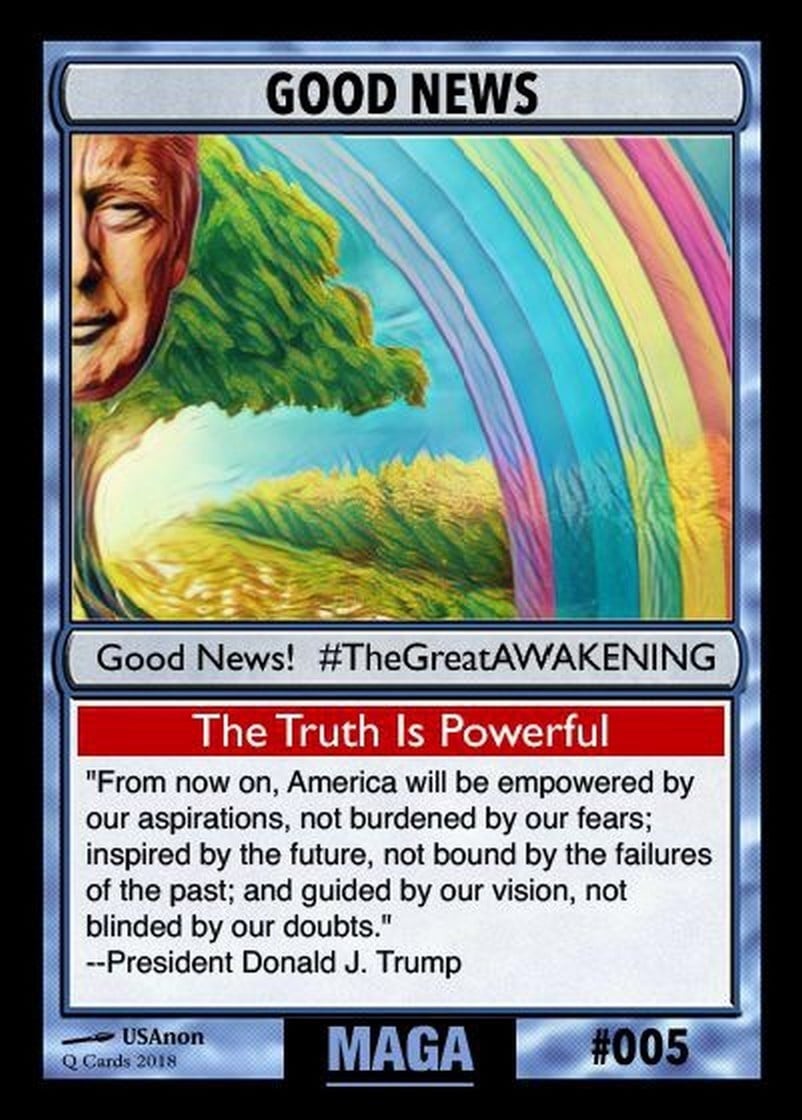 GOOD NEWS
Good News! #TheGreatAWAKENING
The Truth Is Powerful
"From now on, America will be empowered by
our aspirations, not burdened by our fears;
inspired by the future, not bound by the failures
of the past; and guided by our vision, not
blinded by our doubts."
--President Donald J. Trump
USAnon
Q Cards 2018
MAGA
#005